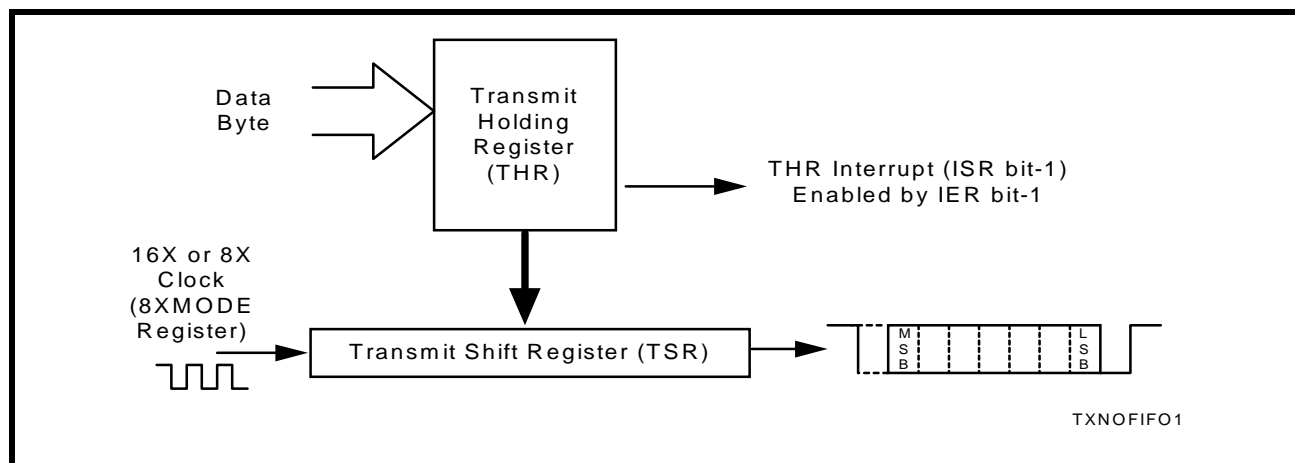 Data
Byte
Transmit
Holding
Register
(THR)
THR Interrupt (ISR bit-1)
Enabled by IER bit-1
16X or 8X
Clock
(8XMODE
Register)
Transmit Shift Register (TSR)
M
S
B
L
S
B
TXNOFIFO1